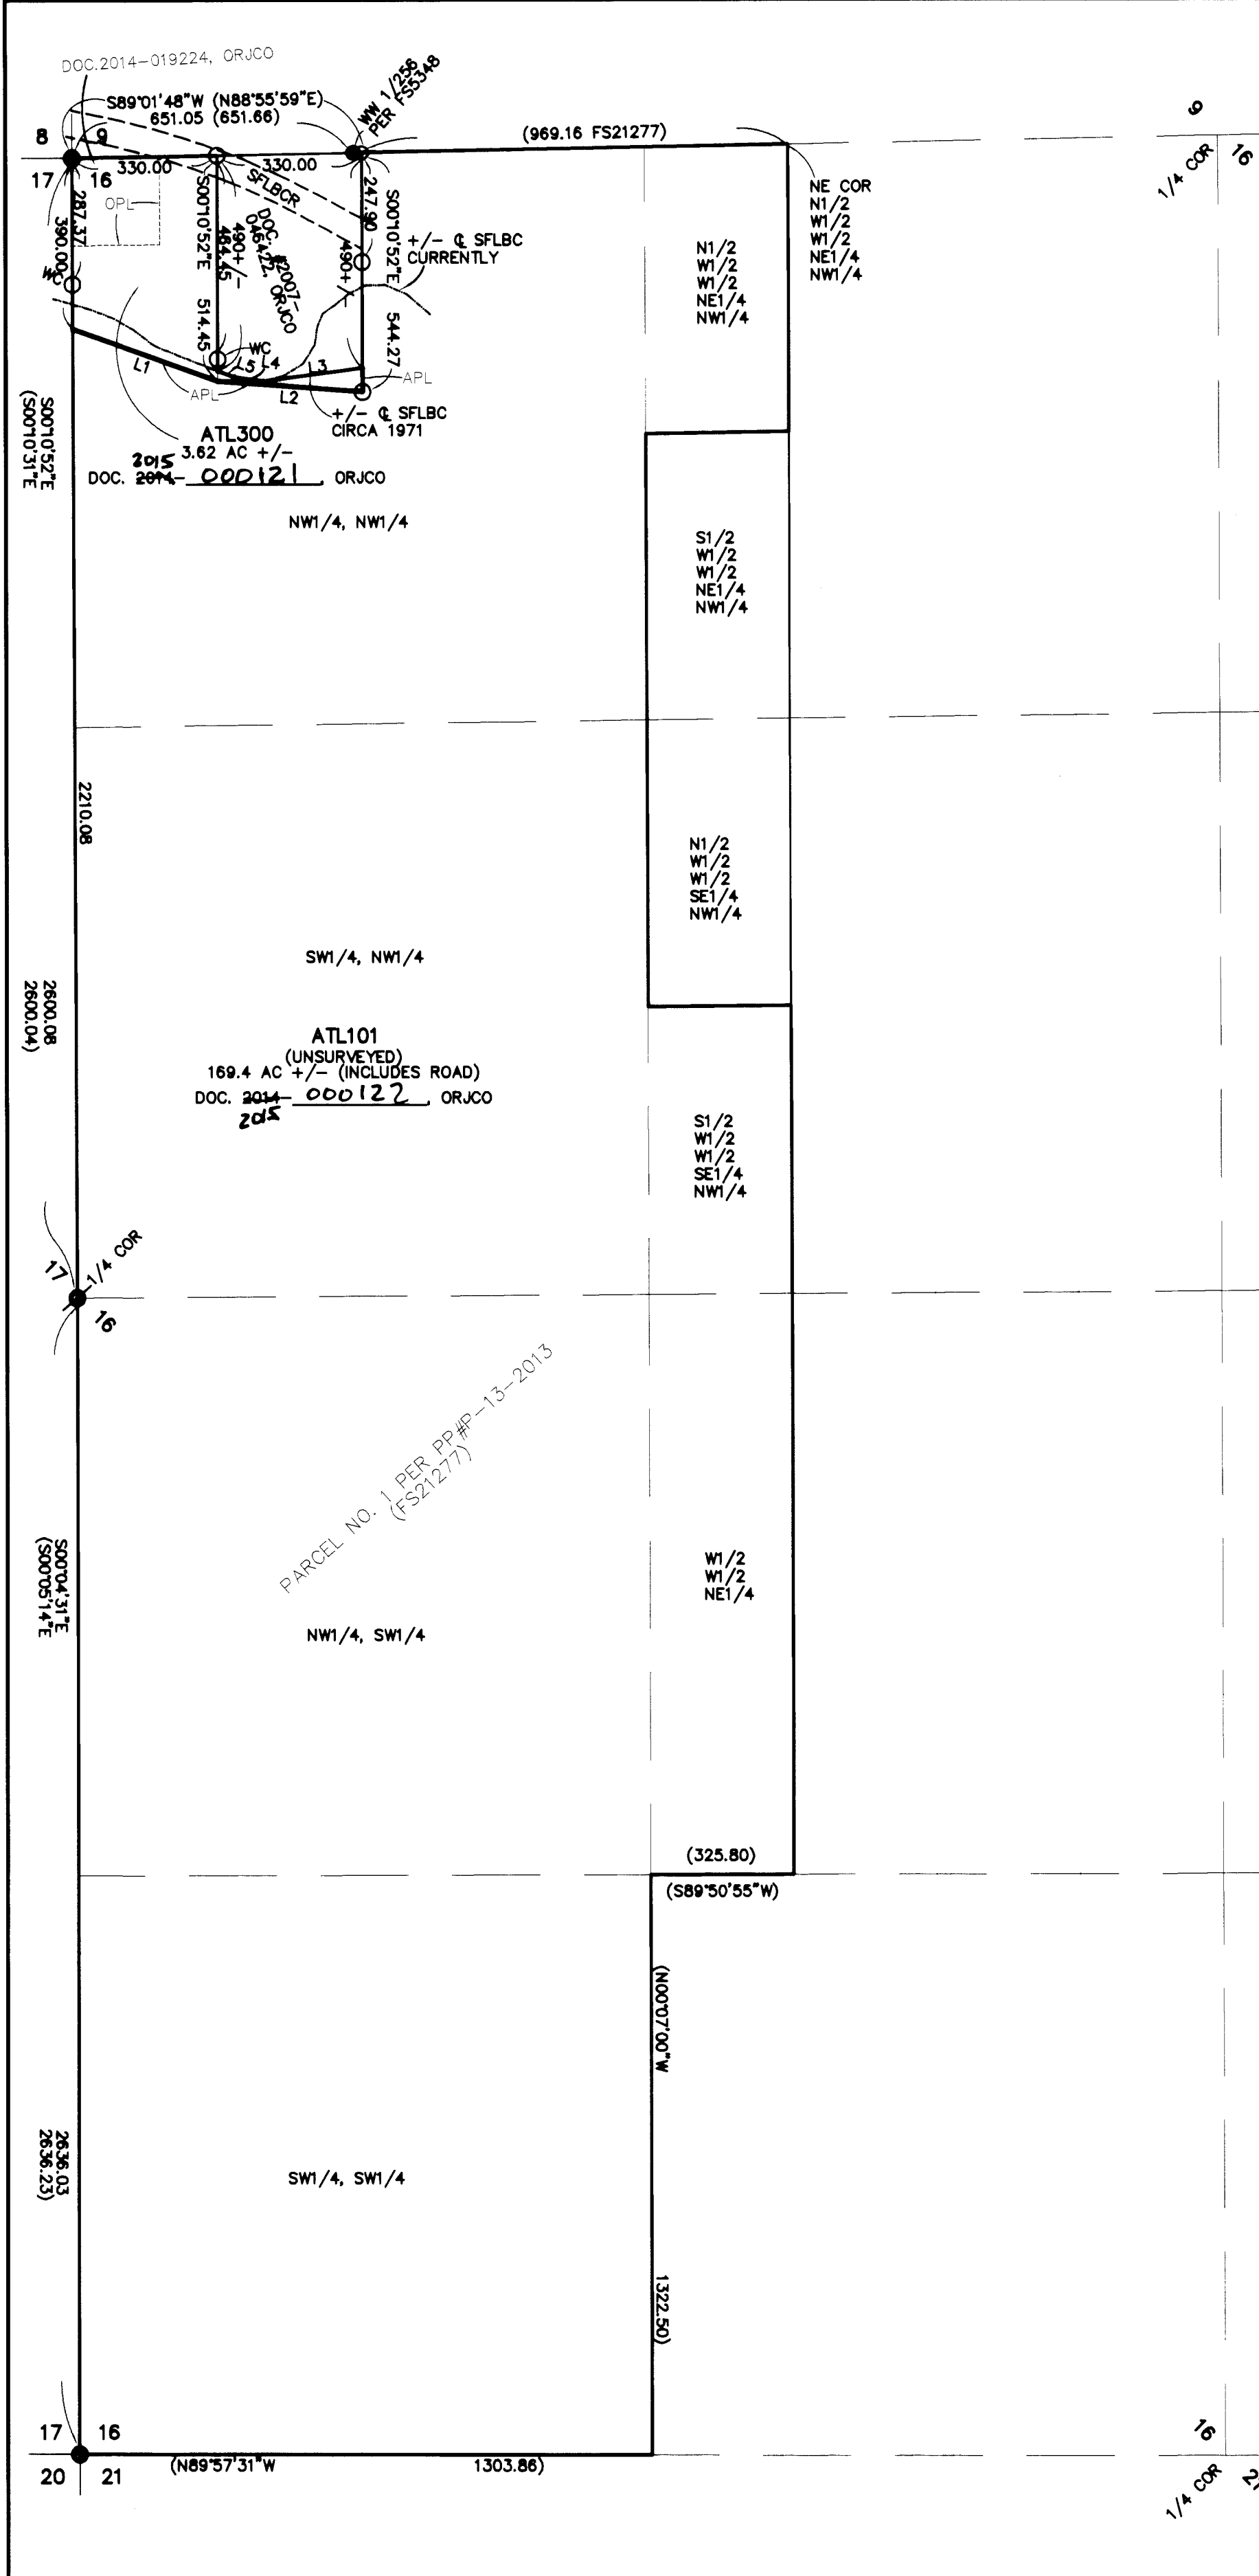 DOC.2014-019224, ORJCO
S89°01'48"W (N88°55'59"E)
651.05 (651.66)
WW 1/256
PER FS5348
(969.16 FS21277)
8 9
17 16
330.00
330.00
9
16
1/4 COR
NE COR
N1/2
W1/2
W1/2
NE1/4
NW1/4
OPL
287.37
390.00
WC
S00°10'52"E
464.45
490+/-
514.45
SFLBCR
DOC. #2007-
046422, ORJCO
247.90
S00°10'52"E
490+/-
544.27
+/- ℄ SFLBC
CURRENTLY
N1/2
W1/2
W1/2
NE1/4
NW1/4
WC
L1
L5
L4
L3
L2
APL
APL
+/- ℄ SFLBC
CIRCA 1971
ATL300
3.62 AC +/-
2015
DOC. 2014- 000121, ORJCO
S00°10'52"E
(S00°10'31"E
NW1/4, NW1/4
S1/2
W1/2
W1/2
NE1/4
NW1/4
2210.08
N1/2
W1/2
W1/2
SE1/4
NW1/4
SW1/4, NW1/4
2600.08
2600.04)
ATL101
(UNSURVEYED)
169.4 AC +/- (INCLUDES ROAD)
DOC. 2014- 000122, ORJCO
2015
S1/2
W1/2
W1/2
SE1/4
NW1/4
17
1/4 COR
16
PARCEL NO. 1 PER PP#P-13-2013
(FS21277)
S00°04'31"E
(S00°05'14"E
W1/2
W1/2
NE1/4
NW1/4, SW1/4
(325.80)
(S89°50'55"W)
(N00°07'00"W
1322.50)
2636.03
2636.23)
SW1/4, SW1/4
17 16
20 21
(N89°57'31"W 1303.86)
16
1/4 COR